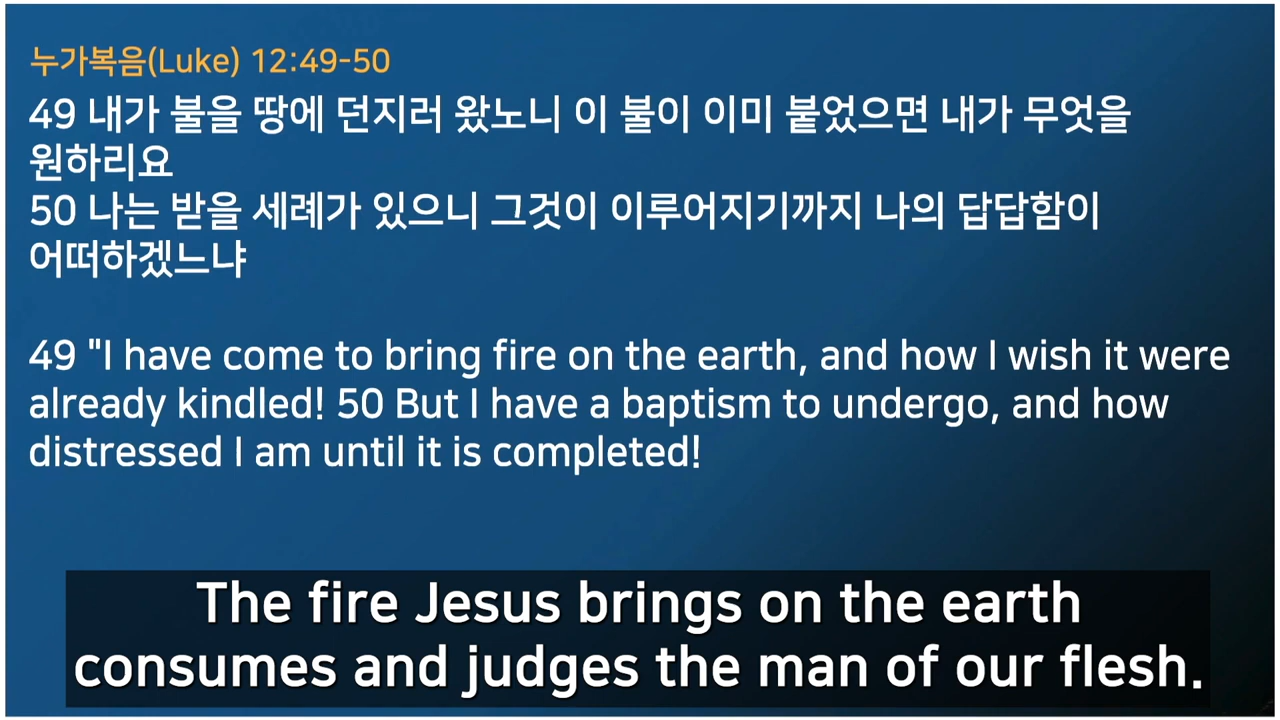 누가복음(Luke) 12:49-50
49 내가 불을 땅에 던지러 왔노니 이 불이 이미 붙었으면 내가 무엇을
원하리요
50 나는 받을 세례가 있으니 그것이 이루어지기까지 나의 답답함이
어떠하겠느냐
49 "I have come to bring fire on the earth, and how I wish it were
already kindled! 50 But I have a baptism to undergo, and how
distressed I am until it is completed!
The fire Jesus brings on the earth
consumes and judges the man of our flesh.